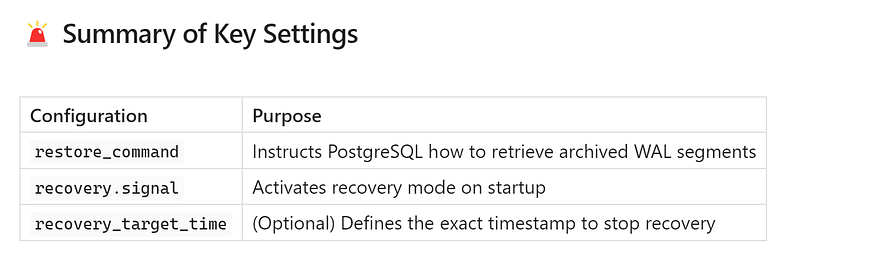 Summary of Key Settings
Configuration Purpose
restore_command Instructs PostgreSQL how to retrieve archived WAL segments
recovery.signal Activates recovery mode on startup
recovery_target_time (Optional) Defines the exact timestamp to stop recovery